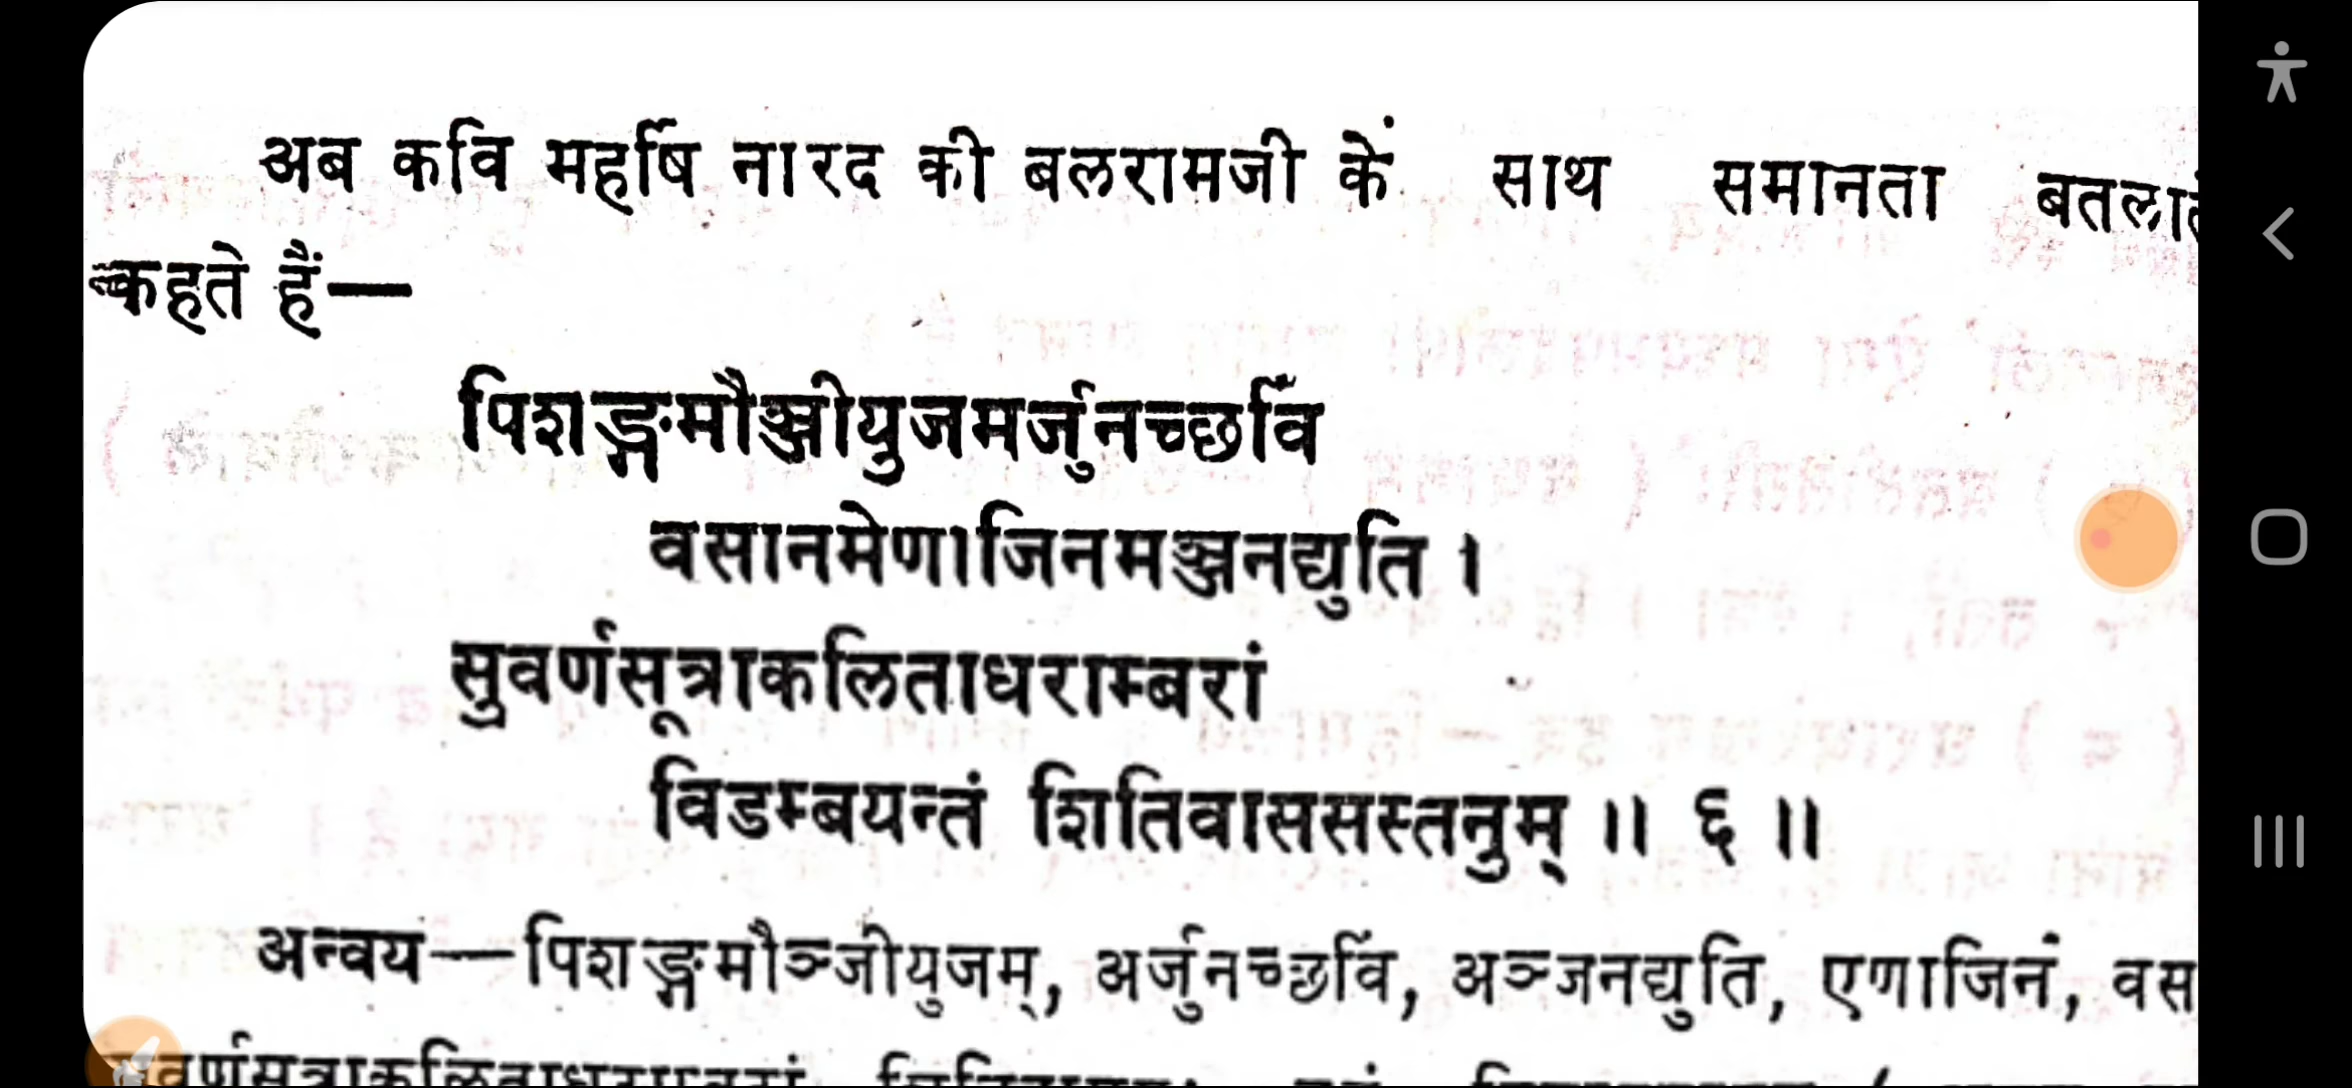 अब कवि महर्षि नारद की बलरामजी के साथ समानता
कहते हैं—
पिशङ्गमौञ्जीयुजमर्जुनच्छविं
वसानमेणाजिनमञ्जनद्युति ।
सुवर्णसूत्राकलिताधराम्बरां
विडम्बयन्तं शितिवाससस्तनुम् ॥ ६ ॥
अन्वय—पिशङ्गमौञ्जीयुजम्, अर्जुनच्छविं, अञ्जनद्युति, एणाजिनं,